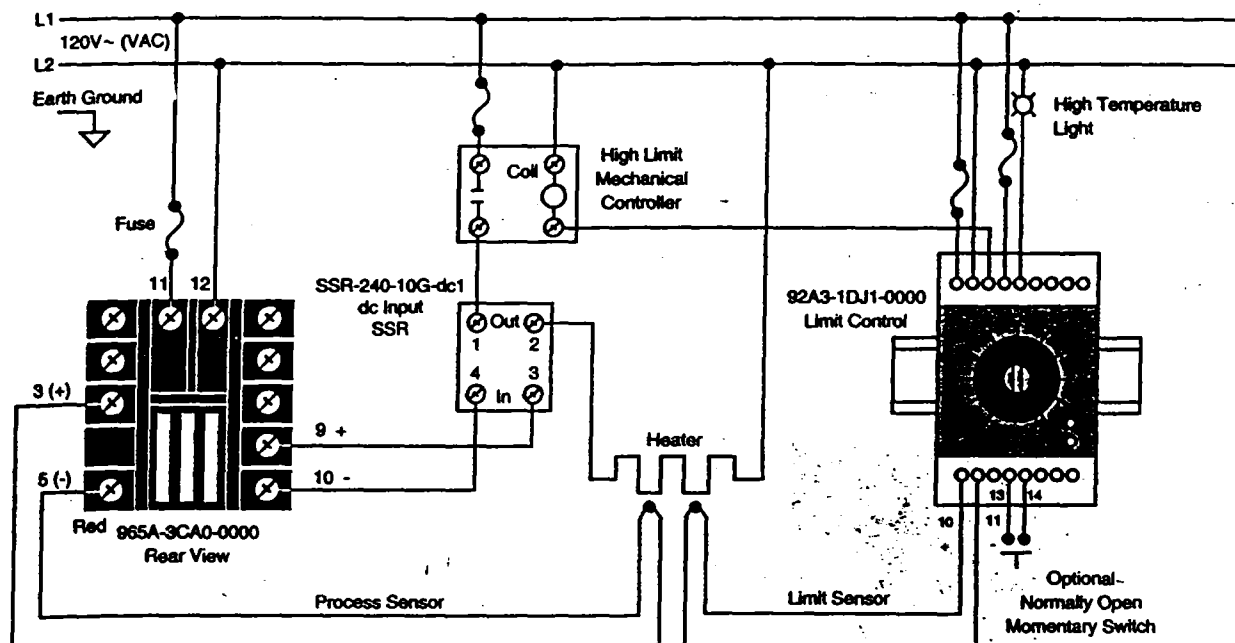 L1
120V~ (VAC)
L2
Earth Ground
High Temperature
Light
Coil
High Limit
Mechanical
Controller
Fuse
11
12
SSR-240-10G-dc1
dc Input
SSR
92A3-1DJ1-0000
Limit Control
Out
1
2
4
3
In
3 (+)
9 +
Heater
5 (-)
10 -
Red
965A-3CA0-0000
Rear View
13
14
10
11
+
Process Sensor
Limit Sensor
Optional
Normally Open
Momentary Switch